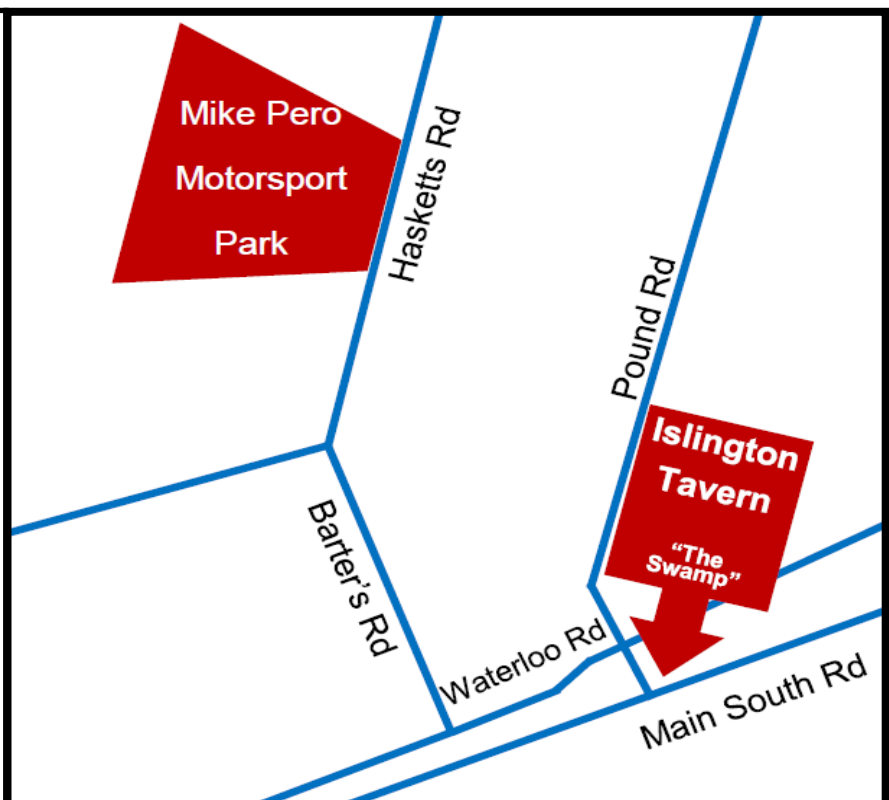 Mike Pero
Motorsport
Park
Hasketts Rd
Pound Rd
Islington
Tavern
“The
Swamp”
Barter’s Rd
Waterloo Rd
Main South Rd